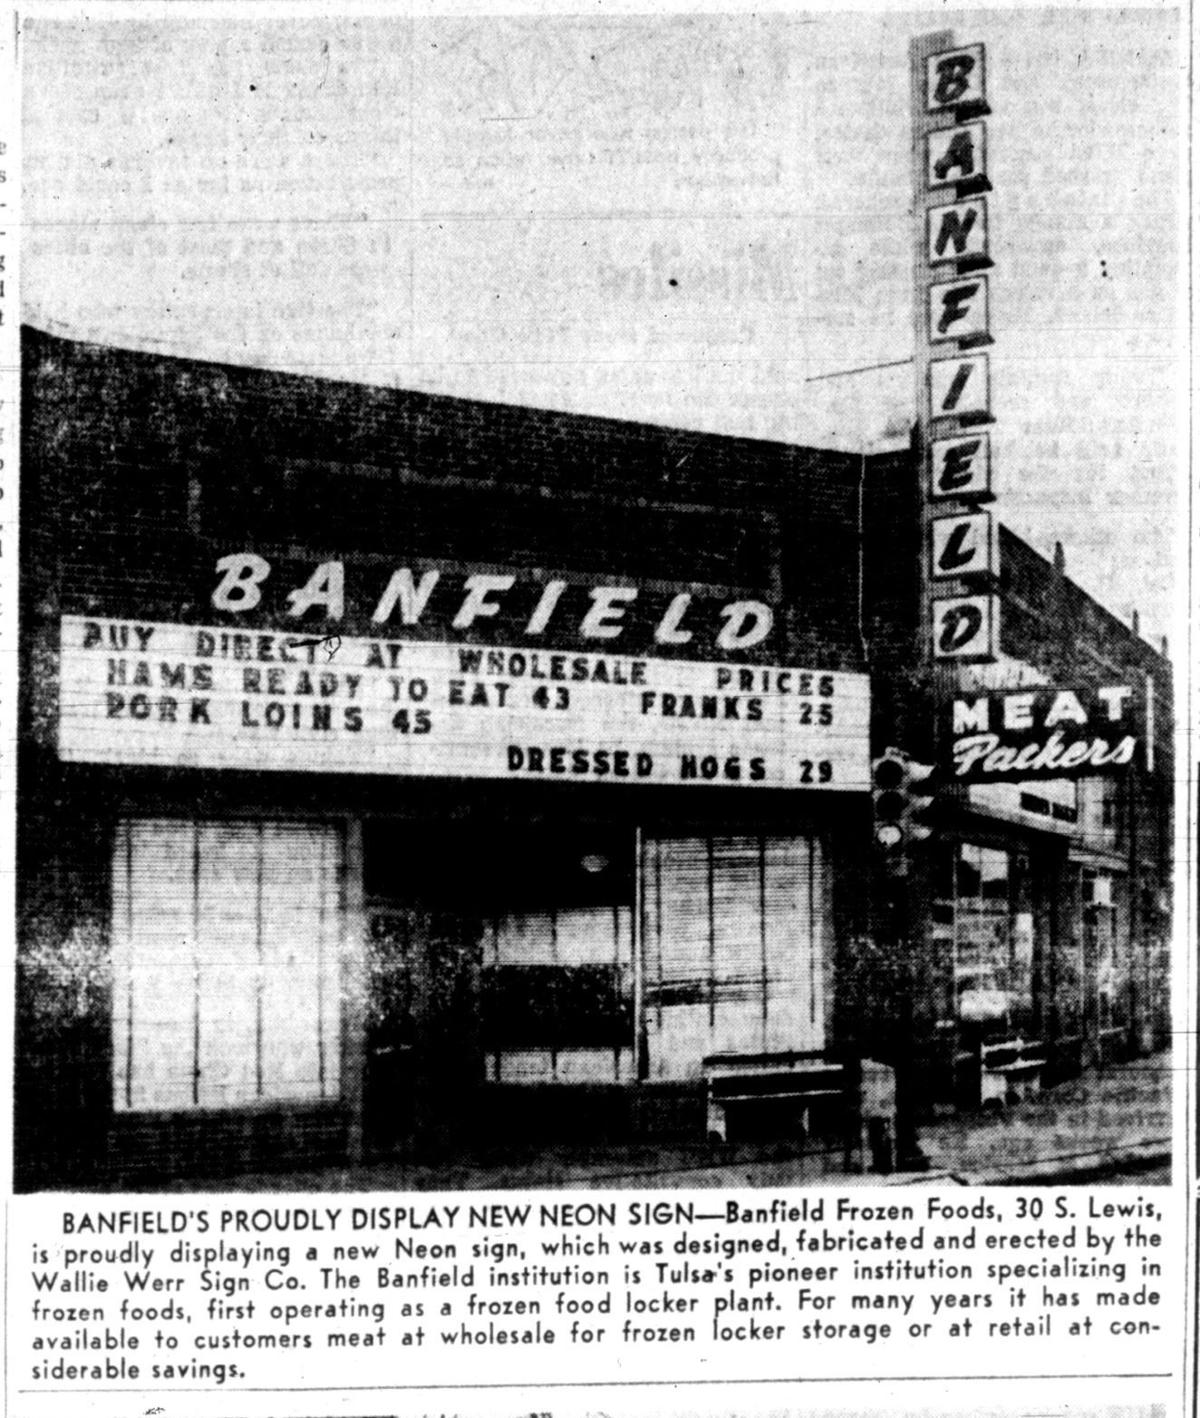 BANFIELD
MEAT
Packers
BANFIELD
BUY DIRECT AT WHOLESALE PRICES
HAMS READY TO EAT 43 FRANKS 25
PORK LOINS 45
DRESSED HOGS 29
BANFIELD'S PROUDLY DISPLAY NEW NEON SIGN—Banfield Frozen Foods, 30 S. Lewis,
is proudly displaying a new Neon sign, which was designed, fabricated and erected by the
Wallie Werr Sign Co. The Banfield institution is Tulsa's pioneer institution specializing in
frozen foods, first operating as a frozen food locker plant. For many years it has made
available to customers meat at wholesale for frozen locker storage or at retail at con-
siderable savings.